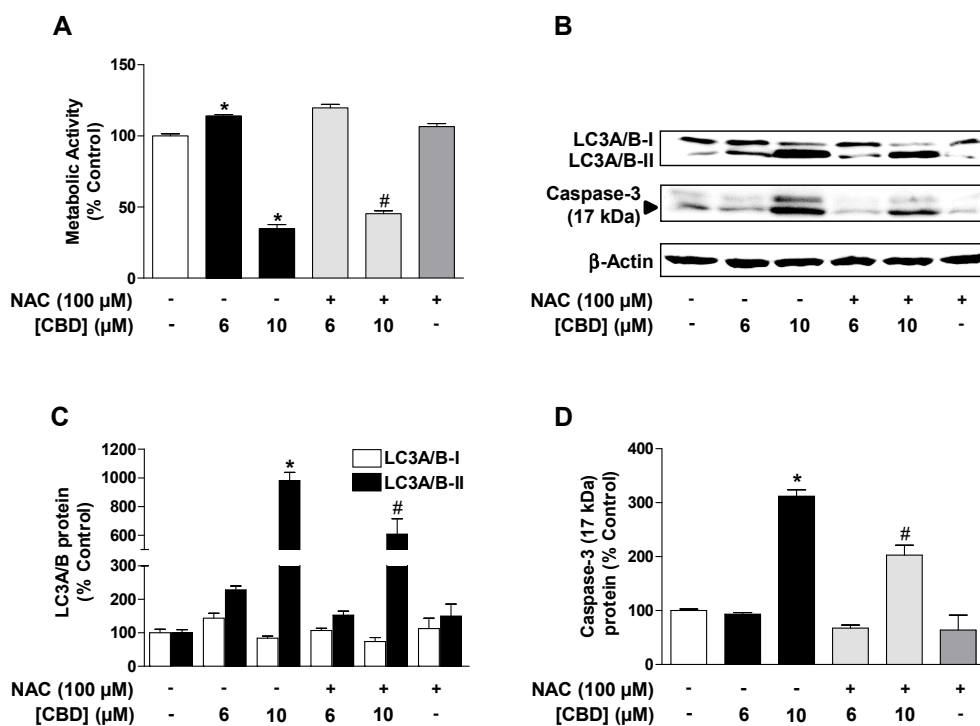 A
Metabolic Activity
(% Control)
150
100
50
0
*
*
#
NAC (100 µM) - - - + + +
[CBD] (µM) - 6 10 6 10 -
B
LC3A/B-I
LC3A/B-II
Caspase-3
(17 kDa)
β-Actin
NAC (100 µM) - - - + + +
[CBD] (µM) - 6 10 6 10 -
C
LC3A/B protein
(% Control)
1200
1000
800
600
200
100
0
*
#
LC3A/B-I
LC3A/B-II
NAC (100 µM) - - - + + +
[CBD] (µM) - 6 10 6 10 -
D
Caspase-3 (17 kDa)
protein (% Control)
400
300
200
100
0
*
#
NAC (100 µM) - - - + + +
[CBD] (µM) - 6 10 6 10 -